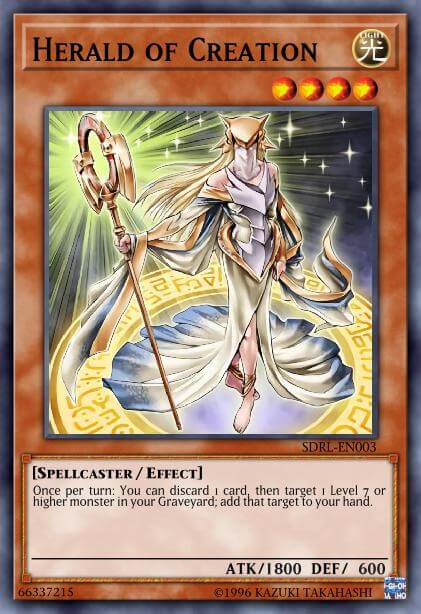 HERALD OF CREATION
LIGHT
光
SDRL-EN003
[SPELLCASTER / EFFECT]
Once per turn: You can discard 1 card, then target 1 Level 7 or
higher monster in your Graveyard; add that target to your hand.
ATK/1800 DEF/ 600
66337215
©1996 KAZUKI TAKAHASHI